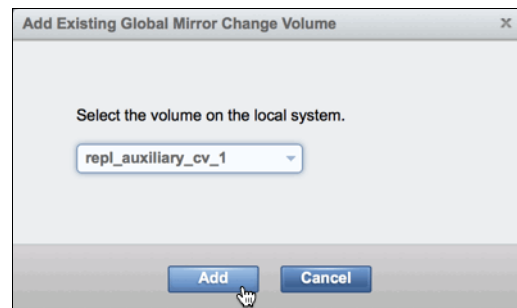 Add Existing Global Mirror Change Volume
Select the volume on the local system.
repl_auxiliary_cv_1
Add
Cancel